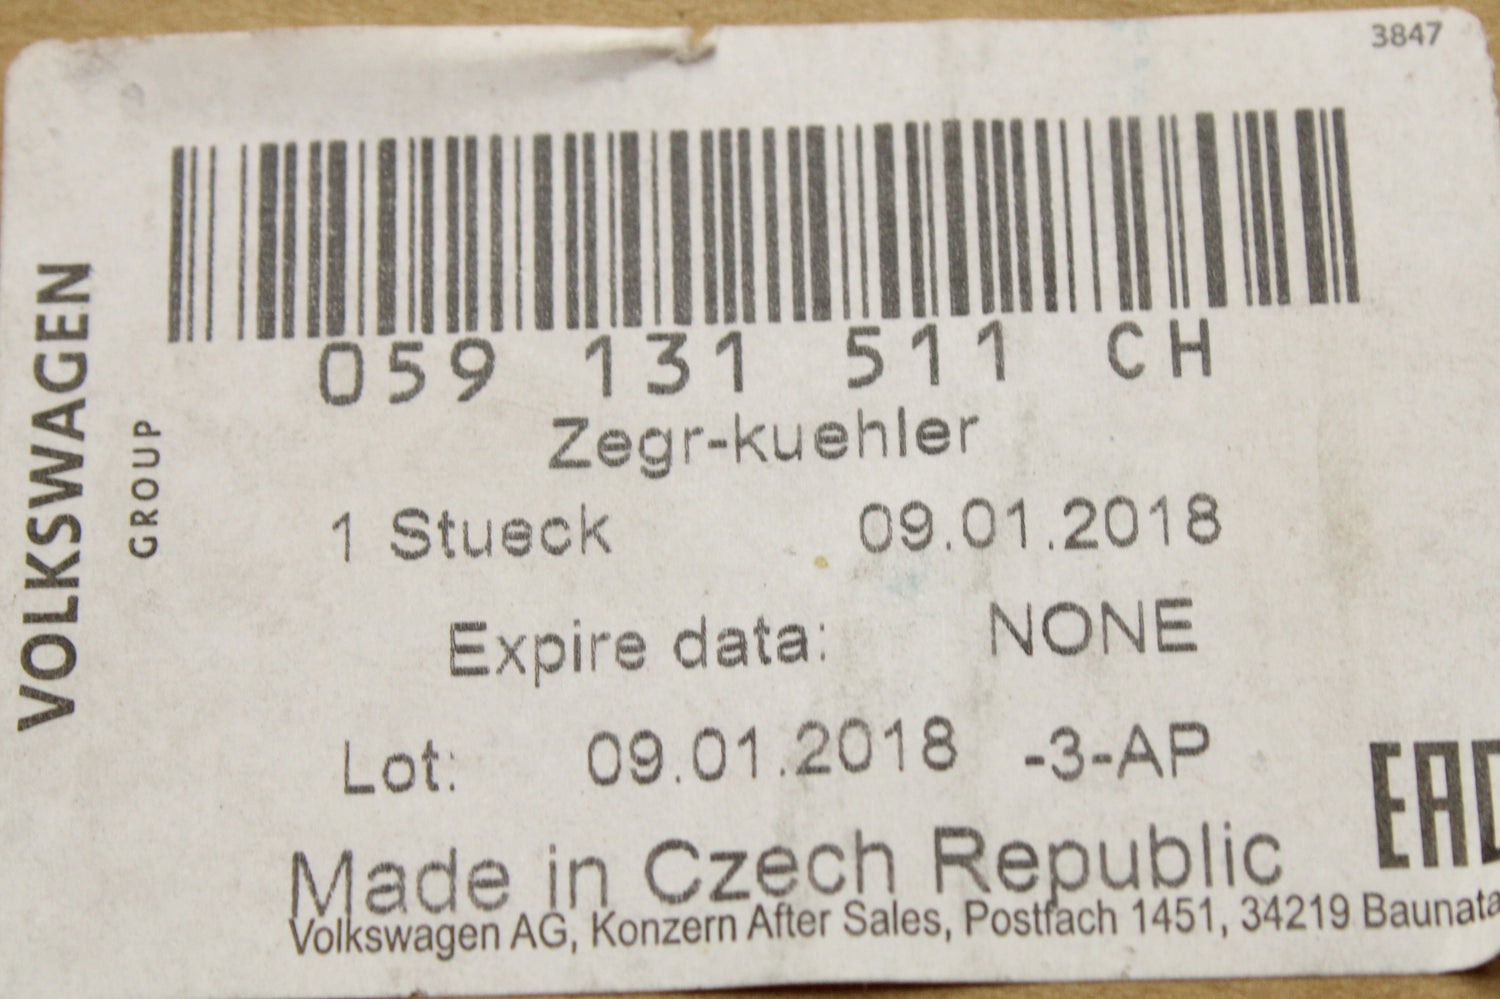 3847
VOLKSWAGEN
GROUP
059 131 511 CH
Zegr-kuehler
1 Stueck 09.01.2018
Expire data: NONE
Lot: 09.01.2018 -3-AP
EAC
Made in Czech Republic
Volkswagen AG, Konzern After Sales, Postfach 1451, 34219 Baunata